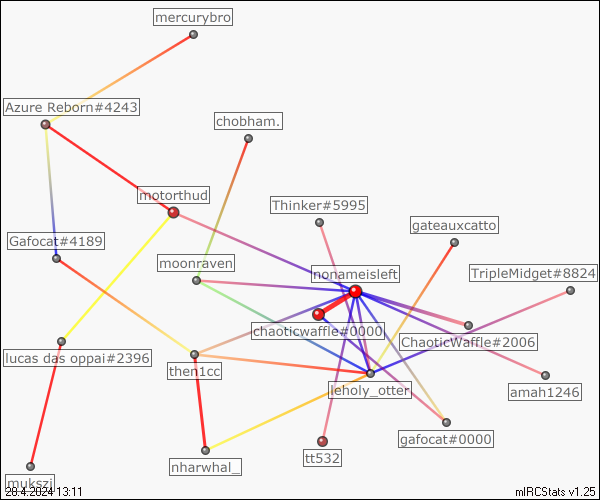 mercurybro
Azure Reborn#4243
chobham.
motorthud
Thinker#5995
gateauxcatto
Gafocat#4189
moonraven
nonameisleft
TripleMidget#8824
chaoticwaffle#0000
ChaoticWaffle#2006
lucas das oppai#2396
then1cc
leholy_otter
amah1246
gafocat#0000
tt532
nharwhal_
mukszi
20.4.2024 13:11
mIRCStats v1.25